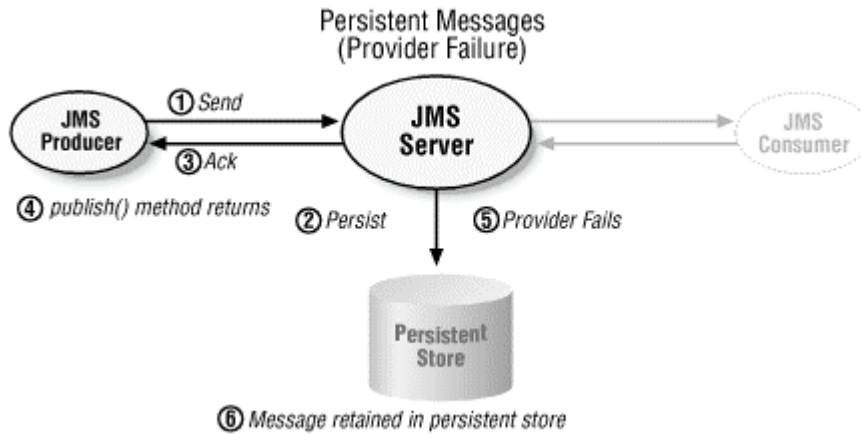 Persistent Messages
(Provider Failure)
① Send
JMS
Producer
JMS
Server
JMS
Consumer
③ Ack
④ publish() method returns
② Persist
⑤ Provider Fails
Persistent
Store
⑥ Message retained in persistent store